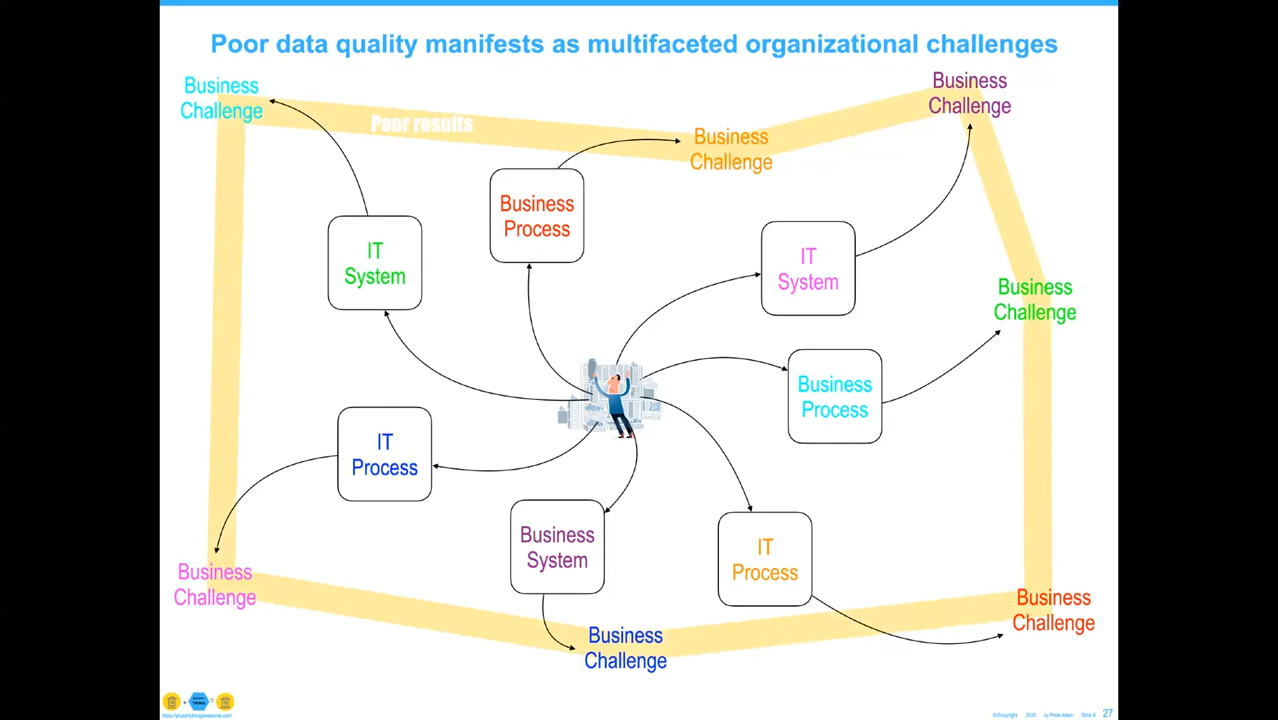 Poor data quality manifests as multifaceted organizational challenges
Business
Challenge
Business
Challenge
Poor results
Business
Challenge
Business
Process
IT
System
IT
System
Business
Challenge
Business
Process
IT
Process
Business
System
IT
Process
Business
Challenge
Business
Challenge
Business
Challenge
27